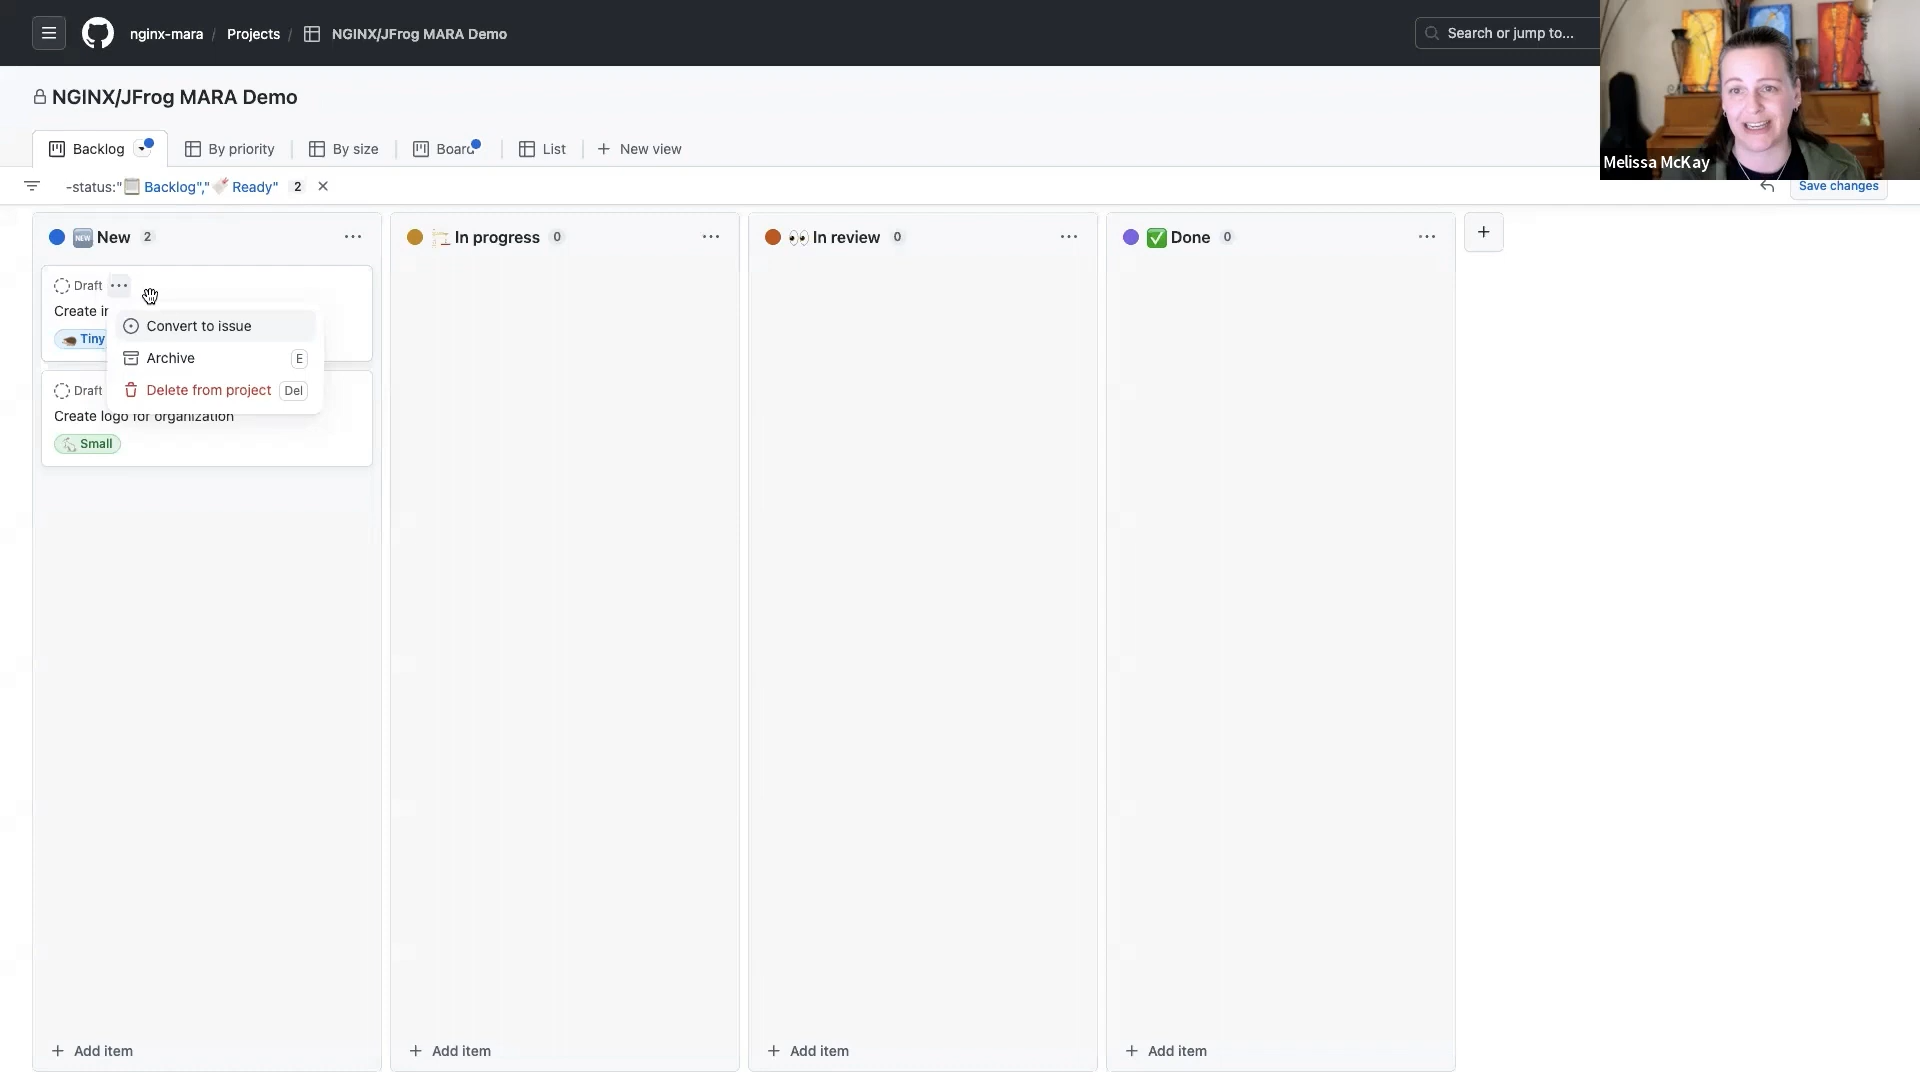 nginx-mara / Projects / NGINX/JFrog MARA Demo
Search or jump to...
NGINX/JFrog MARA Demo
Melissa McKay
Backlog
By priority
By size
Board
List
+ New view
-status:"Backlog","Ready" 2
Save changes
NEW New 2
In progress 0
In review 0
Done 0
+
Draft
Create
Tiny
Convert to issue
Archive E
Delete from project Del
Draft
Create logo for organization
Small
+ Add item
+ Add item
+ Add item
+ Add item